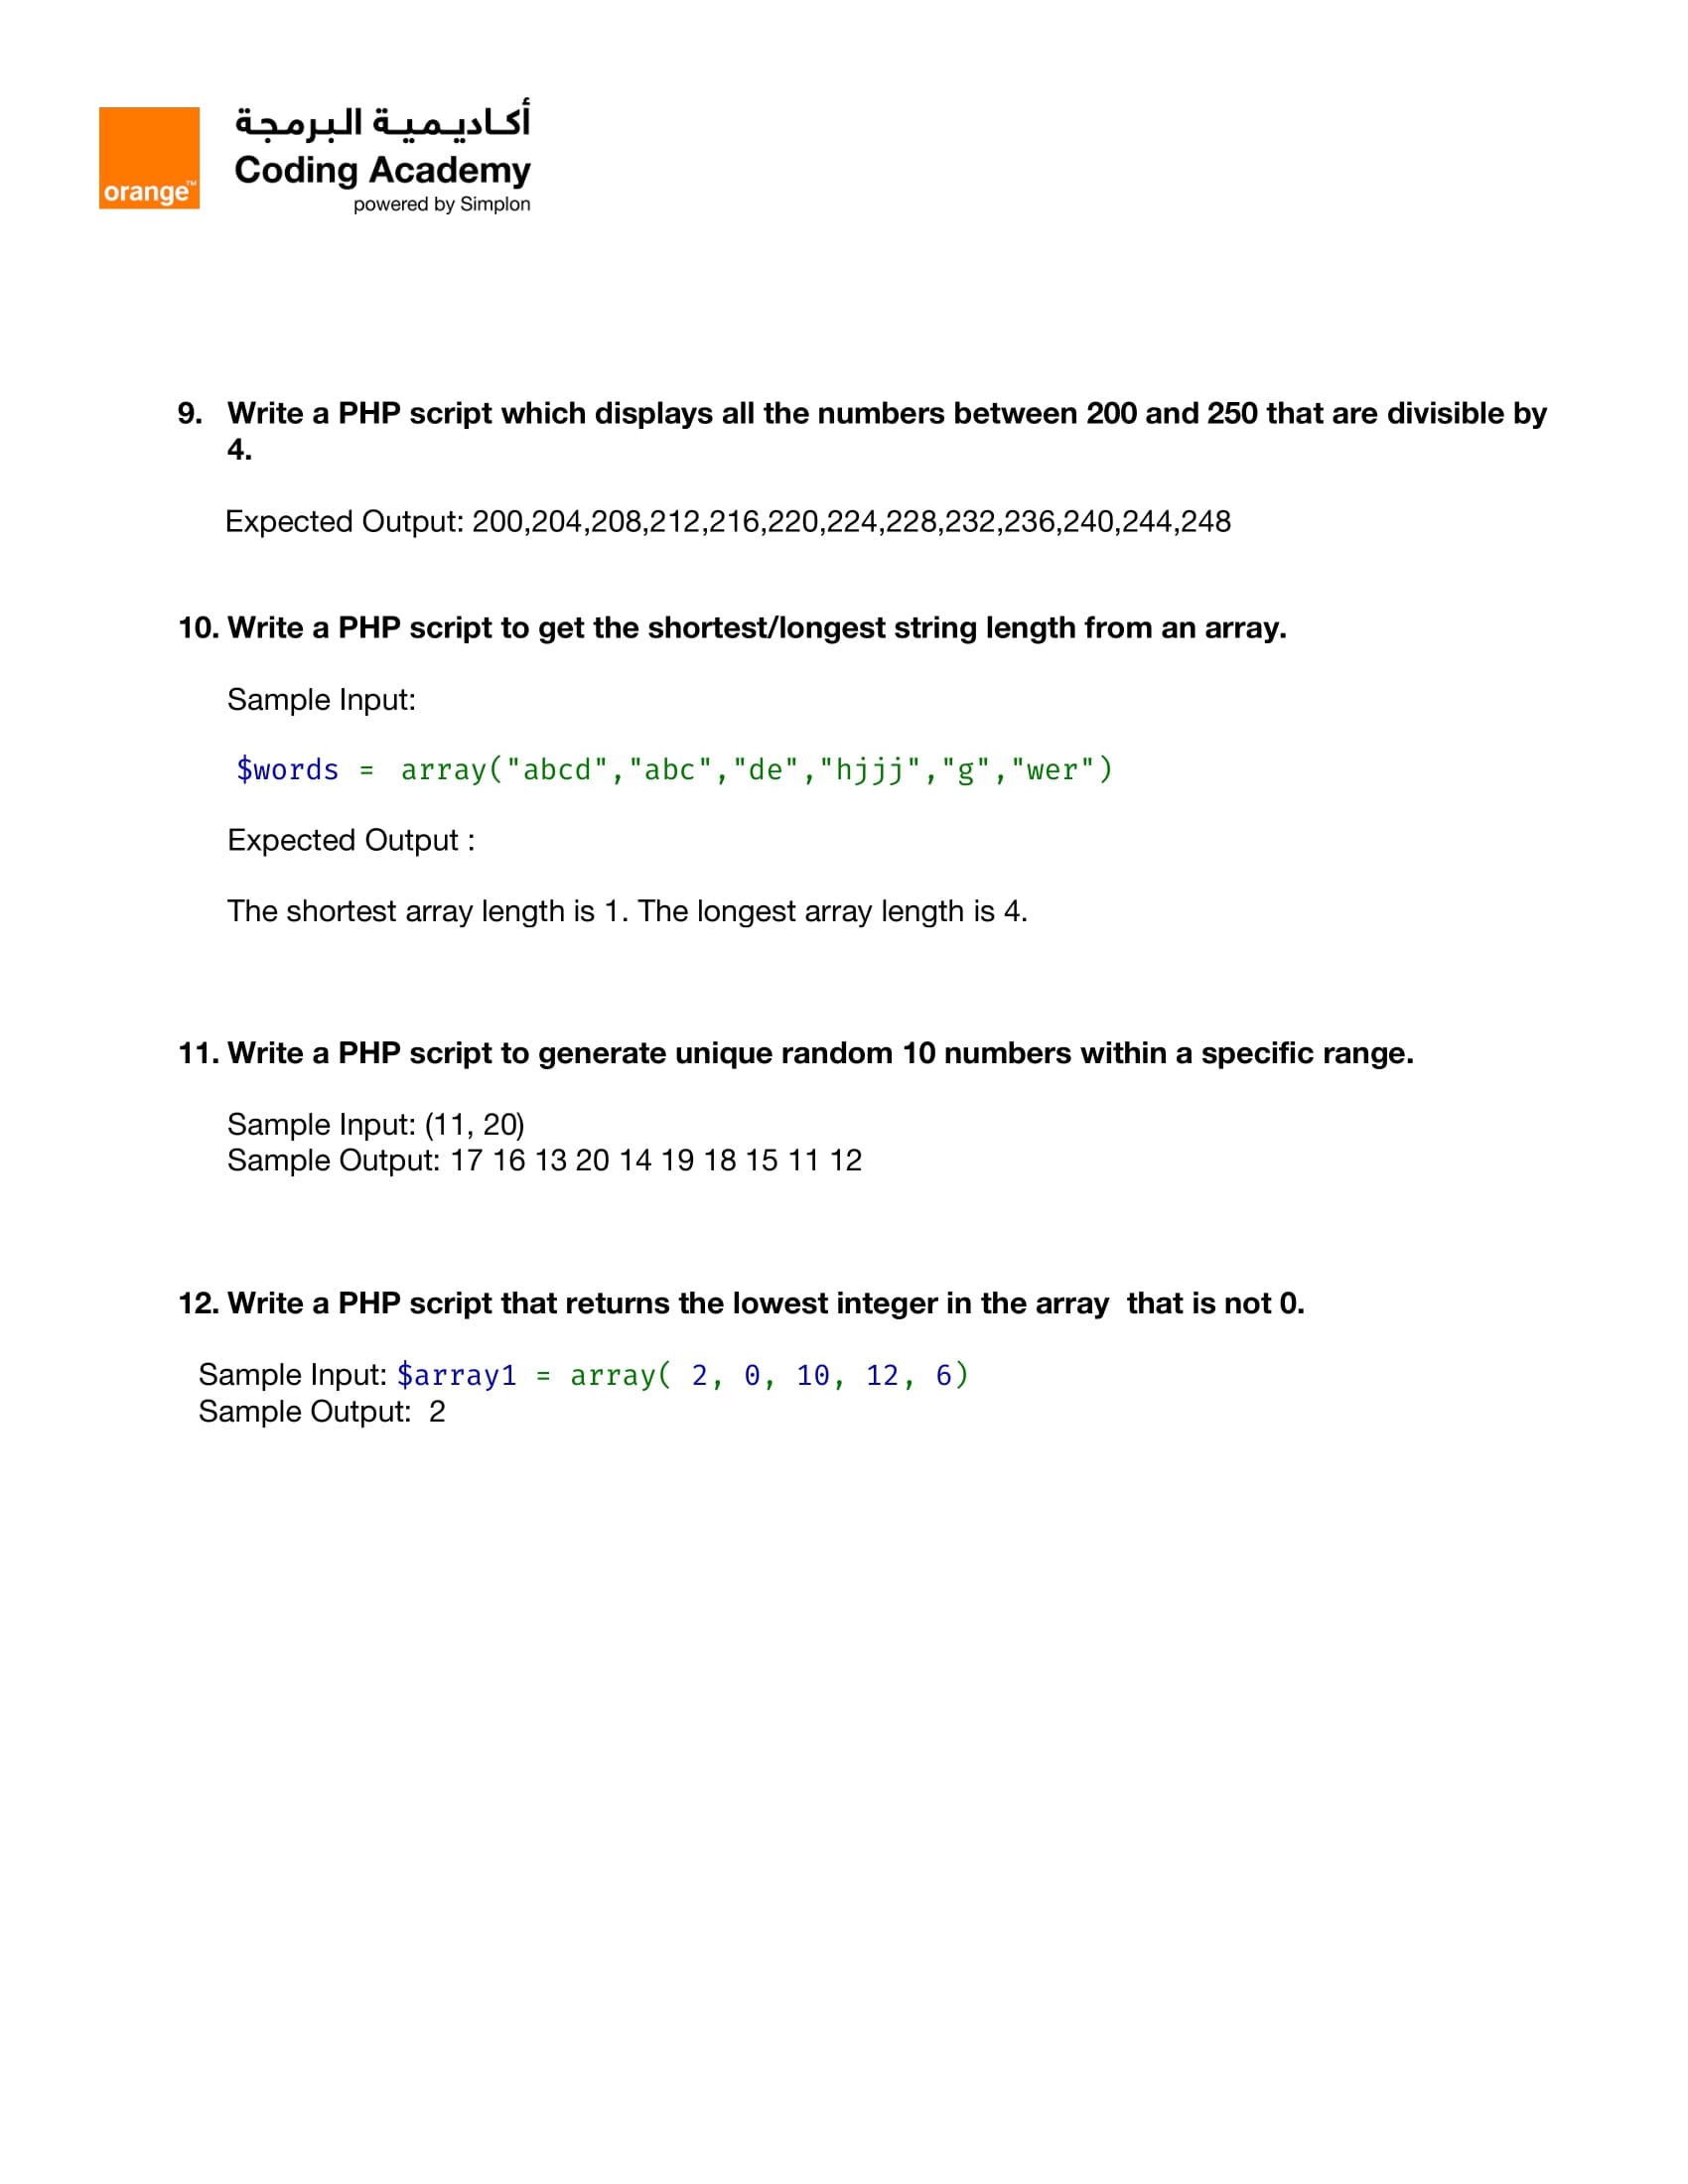 أكاديمية البرمجة
Coding Academy
powered by Simplon
orange™
9. Write a PHP script which displays all the numbers between 200 and 250 that are divisible by
4.
Expected Output: 200,204,208,212,216,220,224,228,232,236,240,244,248
10. Write a PHP script to get the shortest/longest string length from an array.
Sample Input:
$words = array("abcd","abc","de","hjjj","g","wer")
Expected Output :
The shortest array length is 1. The longest array length is 4.
11. Write a PHP script to generate unique random 10 numbers within a specific range.
Sample Input: (11, 20)
Sample Output: 17 16 13 20 14 19 18 15 11 12
12. Write a PHP script that returns the lowest integer in the array  that is not 0.
Sample Input: $array1 = array( 2, 0, 10, 12, 6)
Sample Output:  2